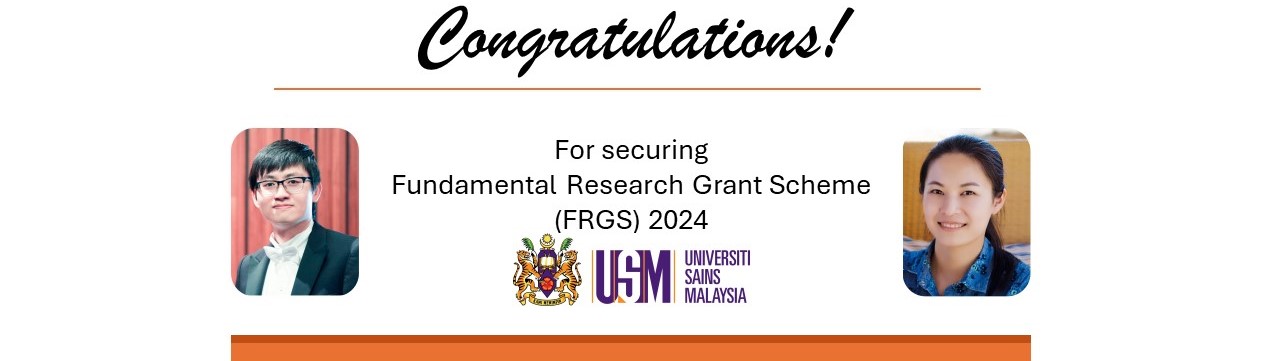 Congratulations!
For securing
Fundamental Research Grant Scheme
(FRGS) 2024
USM
UNIVERSITI
SAINS
MALAYSIA